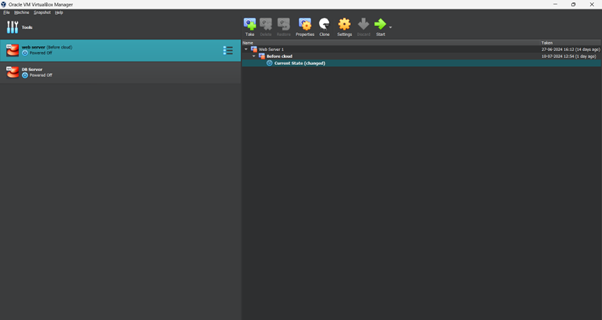 Oracle VM VirtualBox Manager
File Machine Snapshot Help
Tools
Take Delete Restore Properties Clone Settings Discard Start
Name Taken
web server (Before cloud)
Powered Off
DB Server
Powered Off
Web Server 1 27-06-2024 16:12 (14 days ago)
Before cloud 10-07-2024 12:54 (1 day ago)
Current State (changed)